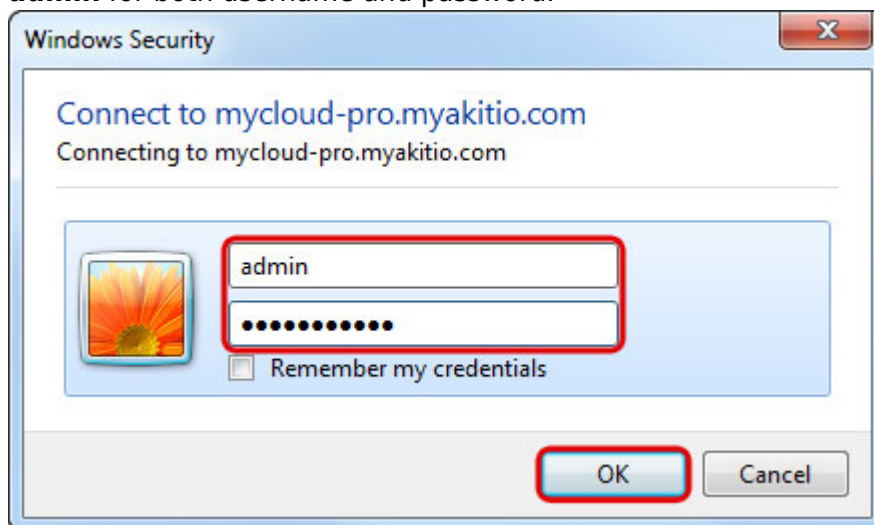 admin for both username and password.
Windows Security
Connect to mycloud-pro.myakitio.com
Connecting to mycloud-pro.myakitio.com
admin
•••••••••••
Remember my credentials
OK
Cancel